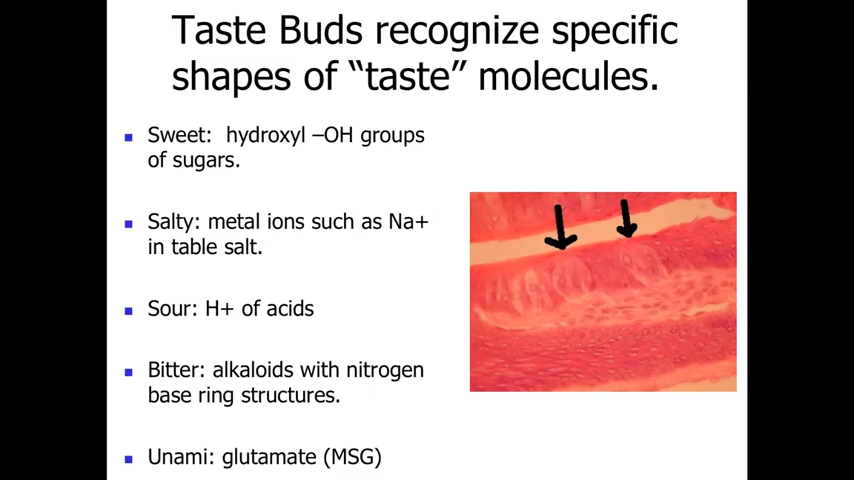 Taste Buds recognize specific
shapes of “taste” molecules.
Sweet: hydroxyl –OH groups
of sugars.
Salty: metal ions such as Na+
in table salt.
Sour: H+ of acids
Bitter: alkaloids with nitrogen
base ring structures.
Unami: glutamate (MSG)